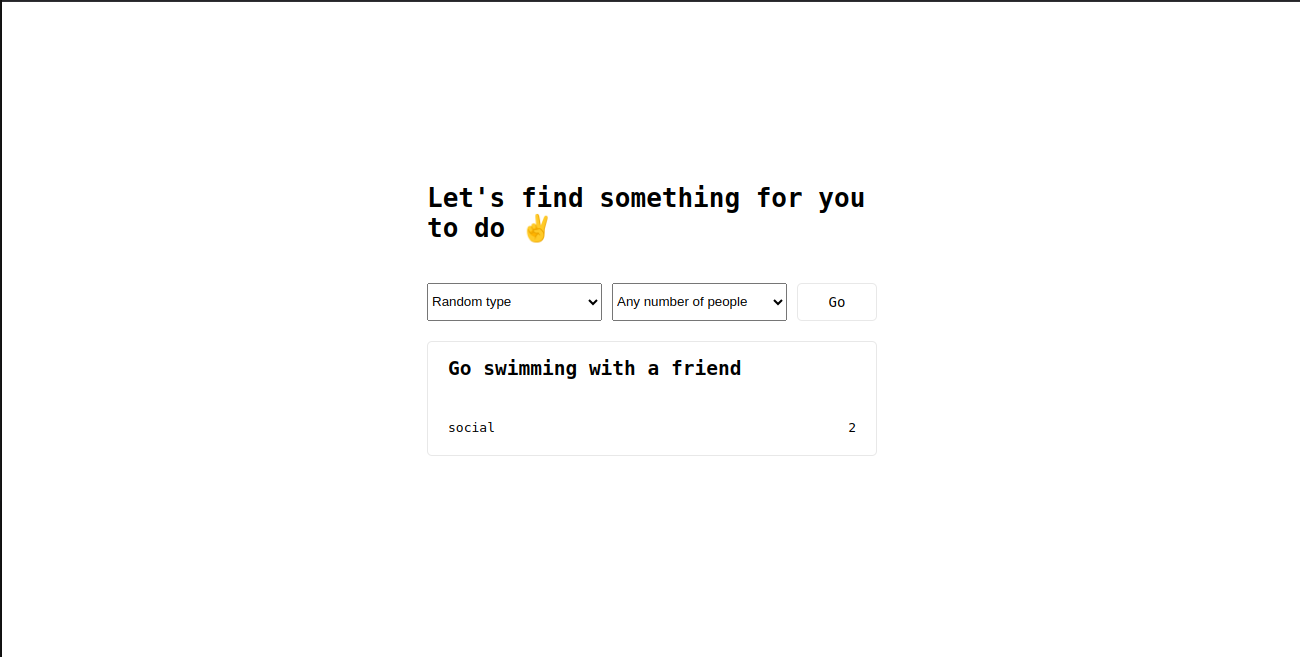 Let's find something for you
to do ✌️
Random type Any number of people Go
Go swimming with a friend
social 2